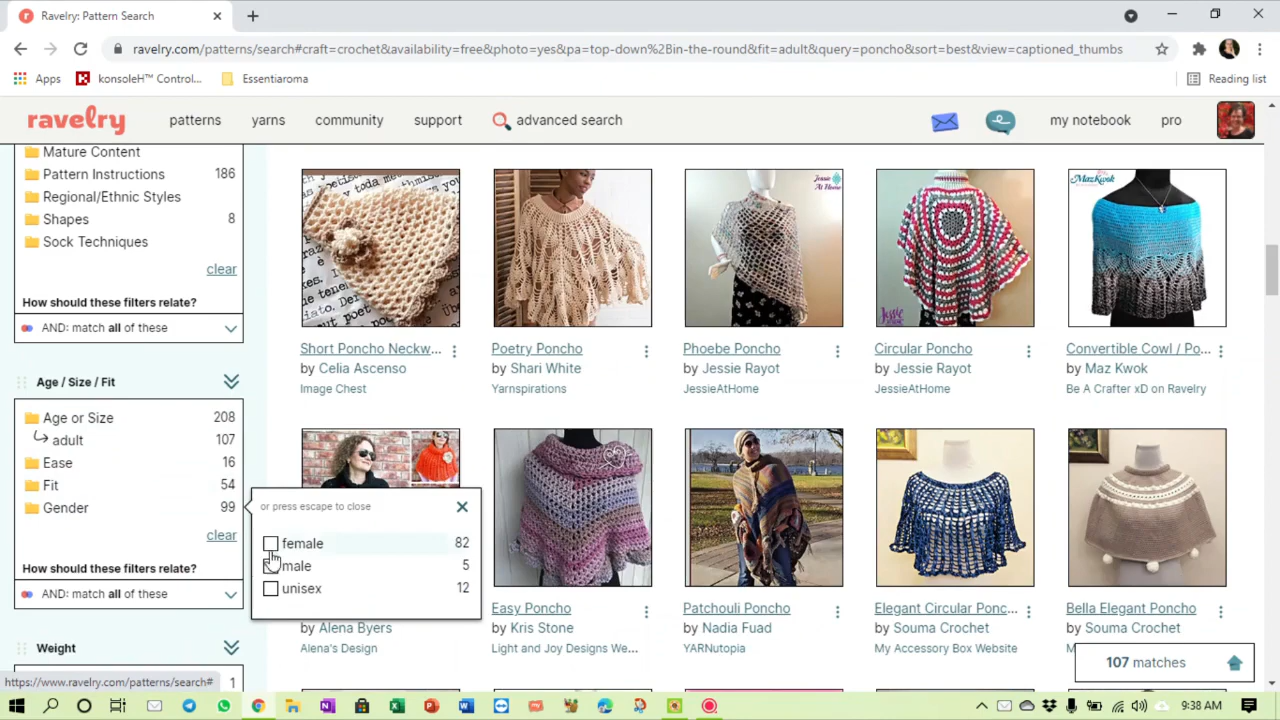 Ravelry: Pattern Search
ravelry.com/patterns/search#craft=crochet&availability=free&photo=yes&pa=top-down%2Bin-the-round&fit=adult&query=poncho&sort=best&view=captioned_thumbs
Apps konsoleH™ Control... Essentiaroma Reading list
ravelry patterns yarns community support advanced search my notebook pro
Mature Content
Pattern Instructions 186
Regional/Ethnic Styles
Shapes 8
Sock Techniques
clear
How should these filters relate?
AND: match all of these
Age / Size / Fit
Age or Size 208
adult 107
Ease 16
Fit 54
Gender 99
clear
How should these filters relate?
AND: match all of these
Weight
1
https://www.ravelry.com/patterns/search#
or press escape to close
female 82
male 5
unisex 12
Jessie At Home
Jessie
Maz Kwok
Short Poncho Neckw...
by Celia Ascenso
Image Chest
Poetry Poncho
by Shari White
Yarnspirations
Phoebe Poncho
by Jessie Rayot
JessieAtHome
Circular Poncho
by Jessie Rayot
JessieAtHome
Convertible Cowl / Po...
by Maz Kwok
Be A Crafter xD on Ravelry
by Alena Byers
Alena's Design
Easy Poncho
by Kris Stone
Light and Joy Designs We...
Patchouli Poncho
by Nadia Fuad
YARNutopia
Elegant Circular Ponc...
by Souma Crochet
My Accessory Box Website
Bella Elegant Poncho
by Souma Crochet
107 matches
9:38 AM